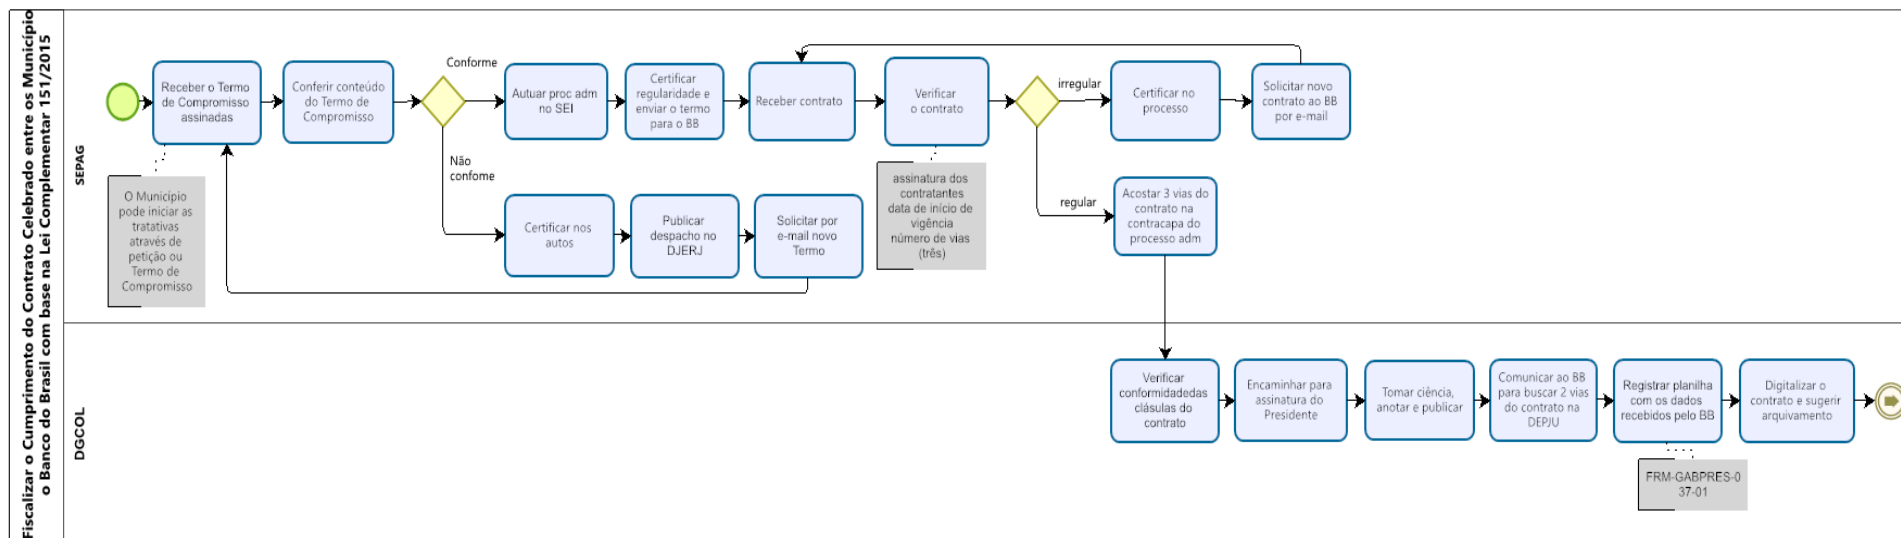 Fiscalizar o Cumprimento do Contrato Celebrado entre os Município
o Banco do Brasil com base na Lei Complementar 151/2015
SEPAG
Receber o Termo
de Compromisso
assinadas
O Município
pode iniciar as
tratativas
através de
petição ou
Termo de
Compromisso
Conferir conteúdo
do Termo de
Compromisso
Conforme
Não
confome
Autuar proc adm
no SEI
Certificar
regularidade e
enviar o termo
para o BB
Receber contrato
Verificar
o contrato
assinatura dos
contratantes
data de início de
vigência
número de vias
(três)
irregular
regular
Certificar no
processo
Solicitar novo
contrato ao BB
por e-mail
Certificar nos
autos
Publicar
despacho no
DJERJ
Solicitar por
e-mail novo
Termo
Acostar 3 vias do
contrato na
contracapa do
processo adm
DGCOL
Verificar
conformidadedas
clásulas do
contrato
Encaminhar para
assinatura do
Presidente
Tomar ciência,
anotar e publicar
Comunicar ao BB
para buscar 2 vias
do contrato na
DEPJU
Registrar planilha
com os dados
recebidos pelo BB
FRM-GABPRES-0
37-01
Digitalizar o
contrato e sugerir
arquivamento